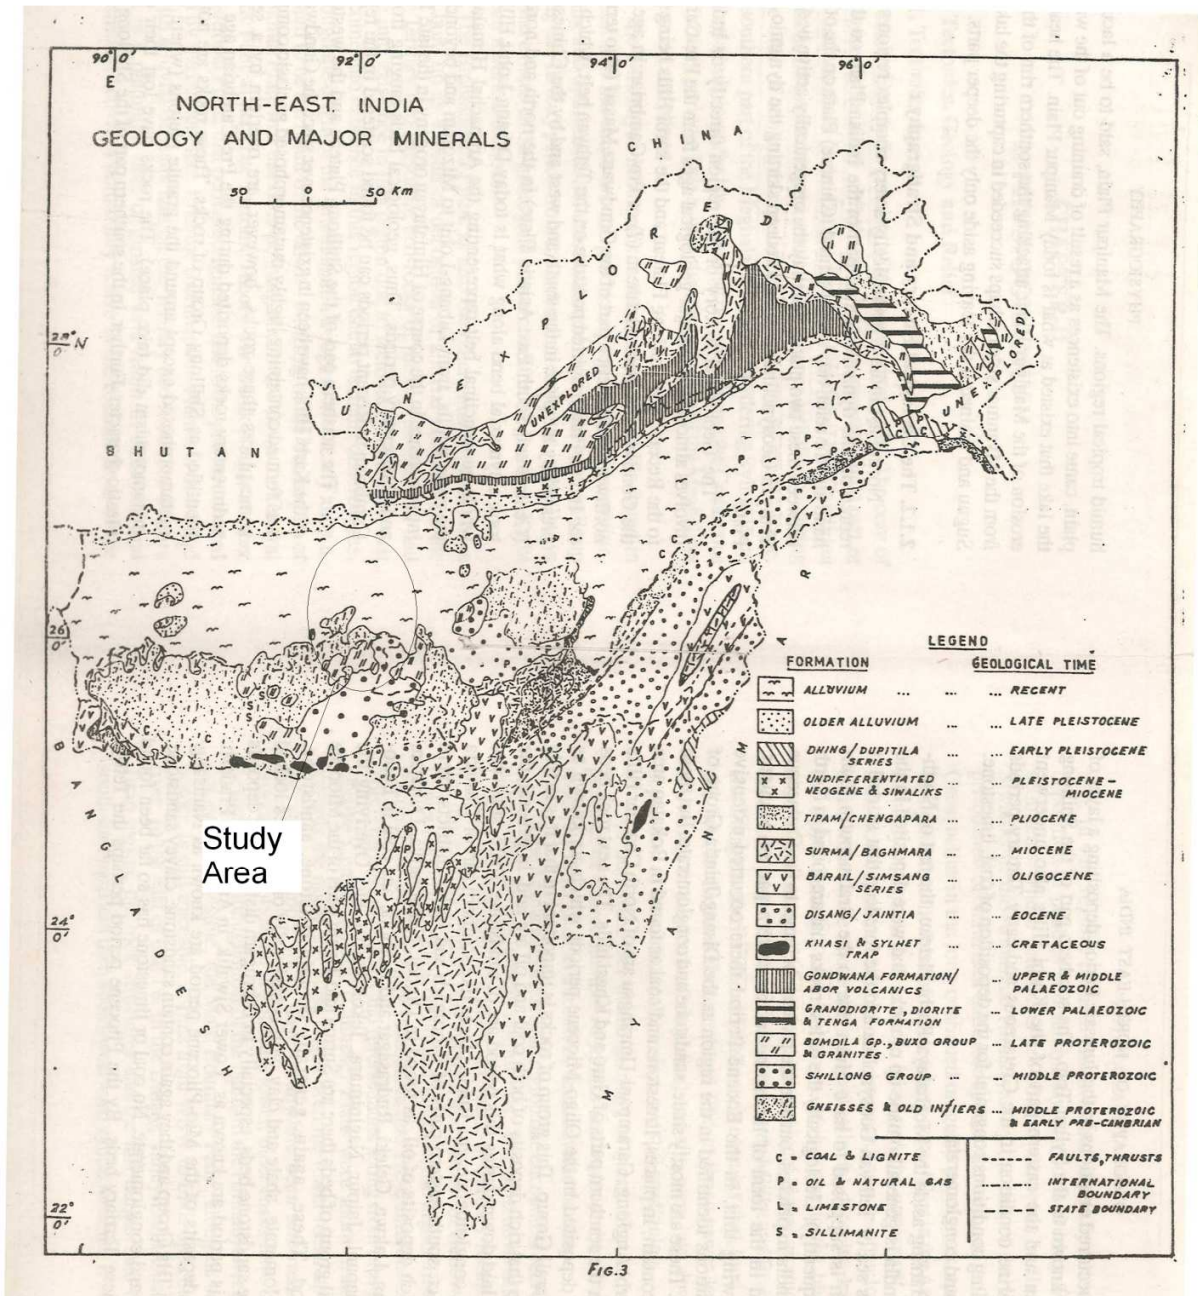 90°0'
92°0'
94°0'
96°0'
E
NORTH-EAST INDIA
GEOLOGY AND MAJOR MINERALS
50 0 50 Km
CHINA
UNEXPLORED
28°
0' N
UNEXPLORED
UNEXPLORED
BHUTAN
26
0'
BANGLADESH
MYANMAR
Study
Area
24°
0'
22°
0'
LEGEND
FORMATION GEOLOGICAL TIME
ALLUVIUM ... ... ... RECENT
OLDER ALLUVIUM ... ... LATE PLEISTOCENE
DHING/DUPITILA SERIES ... ... EARLY PLEISTOCENE
UNDIFFERENTIATED NEOGENE & SIWALIKS ... ... PLEISTOCENE-MIOCENE
TIPAM/CHENGAPARA ... ... PLIOCENE
SURMA/BAGHMARA ... ... MIOCENE
BARAIL/SIMSANG SERIES ... ... OLIGOCENE
DISANG/JAINTIA ... ... EOCENE
KHASI & SYLHET TRAP ... ... CRETACEOUS
GONDWANA FORMATION/ABOR VOLCANICS ... UPPER & MIDDLE PALAEOZOIC
GRANODIORITE, DIORITE & TENGA FORMATION ... LOWER PALAEOZOIC
BOMDILA GP., BUXO GROUP & GRANITES ... LATE PROTEROZOIC
SHILLONG GROUP ... ... MIDDLE PROTEROZOIC
GNEISSES & OLD INLIERS ... MIDDLE PROTEROZOIC & EARLY PRE-CAMBRIAN
C = COAL & LIGNITE
P = OIL & NATURAL GAS
L = LIMESTONE
S = SILLIMANITE
FAULTS, THRUSTS
INTERNATIONAL BOUNDARY
STATE BOUNDARY
FIG.3